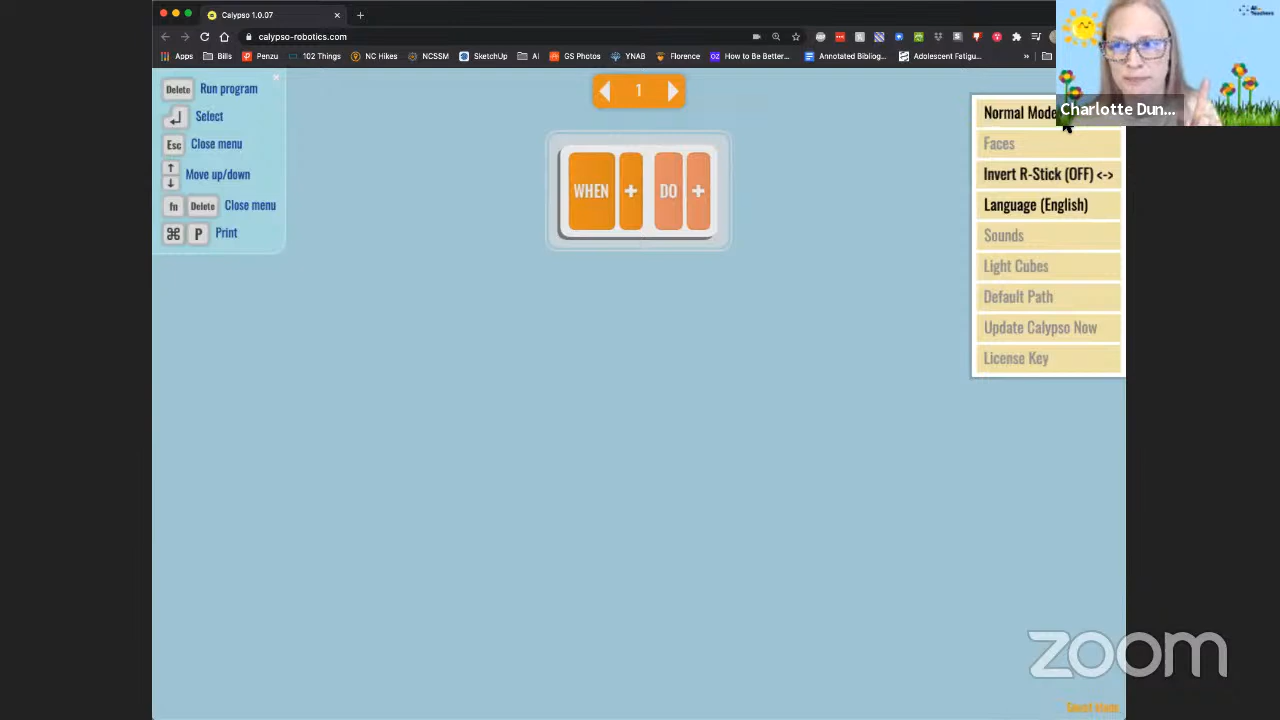 Calypso 1.0.07
calypso-robotics.com
Apps Bills Penzu 102 Things NC Hikes NCSSM SketchUp AI GS Photos YNAB Florence How to Be Better... Annotated Bibliog... Adolescent Fatigu... »
Delete Run program
Select
Esc Close menu
Move up/down
fn Delete Close menu
⌘ P Print
1
WHEN + DO +
Charlotte Dun...
Normal Mode
Faces
Invert R-Stick (OFF) <->
Language (English)
Sounds
Light Cubes
Default Path
Update Calypso Now
License Key
zoom